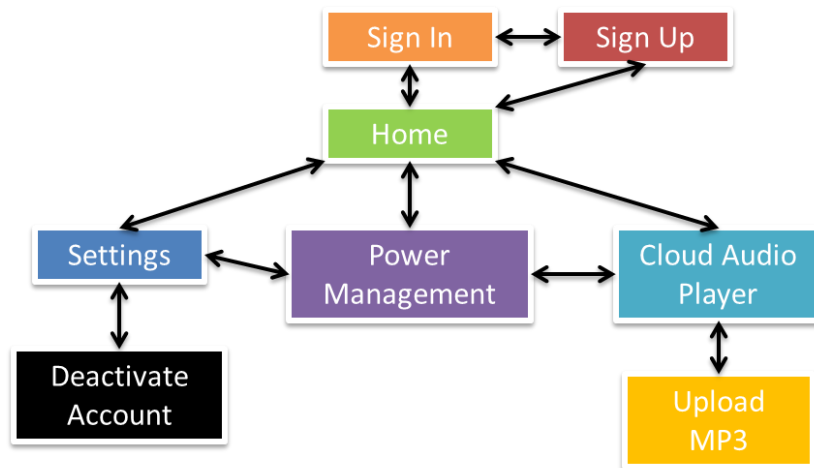 Sign In
Sign Up
Home
Settings
Power
Management
Cloud Audio
Player
Deactivate
Account
Upload
MP3